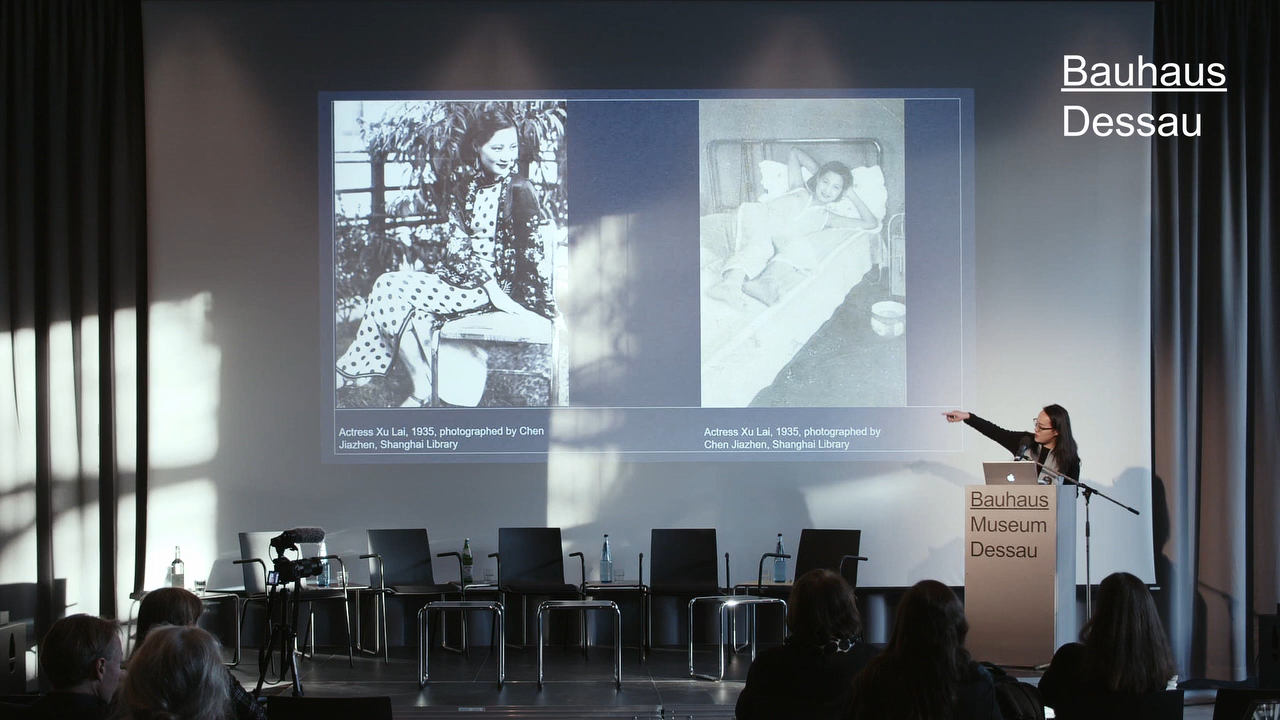 Bauhaus
Dessau
Actress Xu Lai, 1935, photographed by Chen
Jiazhen, Shanghai Library
Actress Xu Lai, 1935, photographed by
Chen Jiazhen, Shanghai Library
Bauhaus
Museum
Dessau